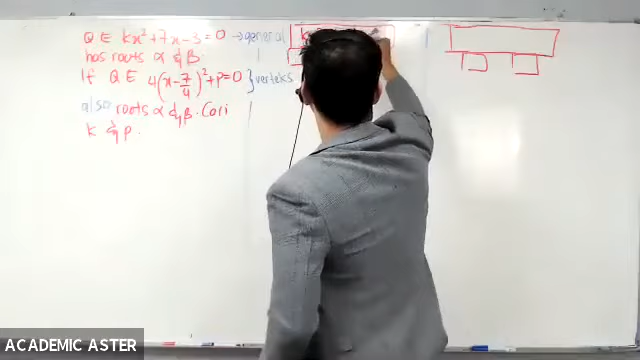 Q E kx² + 7x - 3 = 0 → general
has roots α & β.
If Q E 4(x - 7/4)² + p = 0 } verteks
also roots α & β. Cari
k & p.
ACADEMIC ASTER